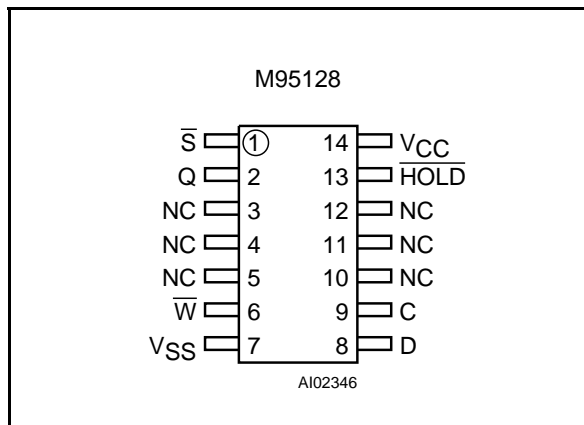 M95128
S̅ 1 14 VCC
Q 2 13 H̅O̅L̅D̅
NC 3 12 NC
NC 4 11 NC
NC 5 10 NC
W̅ 6 9 C
VSS 7 8 D
AI02346